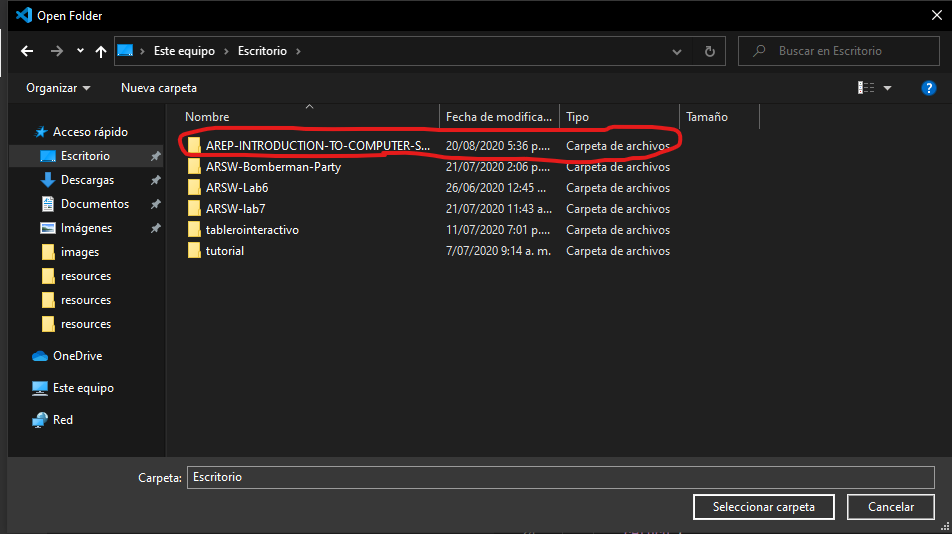 Open Folder
Este equipo > Escritorio >
Buscar en Escritorio
Organizar
Nueva carpeta
?
Nombre
Fecha de modifica...
Tipo
Tamaño
Acceso rápido
Escritorio
Descargas
Documentos
Imágenes
images
resources
resources
resources
OneDrive
Este equipo
Red
AREP-INTRODUCTION-TO-COMPUTER-S... 20/08/2020 5:36 p.... Carpeta de archivos
ARSW-Bomberman-Party 21/07/2020 2:06 p.... Carpeta de archivos
ARSW-Lab6 26/06/2020 12:45 ... Carpeta de archivos
ARSW-lab7 21/07/2020 11:43 a... Carpeta de archivos
tablerointeractivo 11/07/2020 7:01 p.... Carpeta de archivos
tutorial 7/07/2020 9:14 a. m. Carpeta de archivos
Carpeta: Escritorio
Seleccionar carpeta
Cancelar